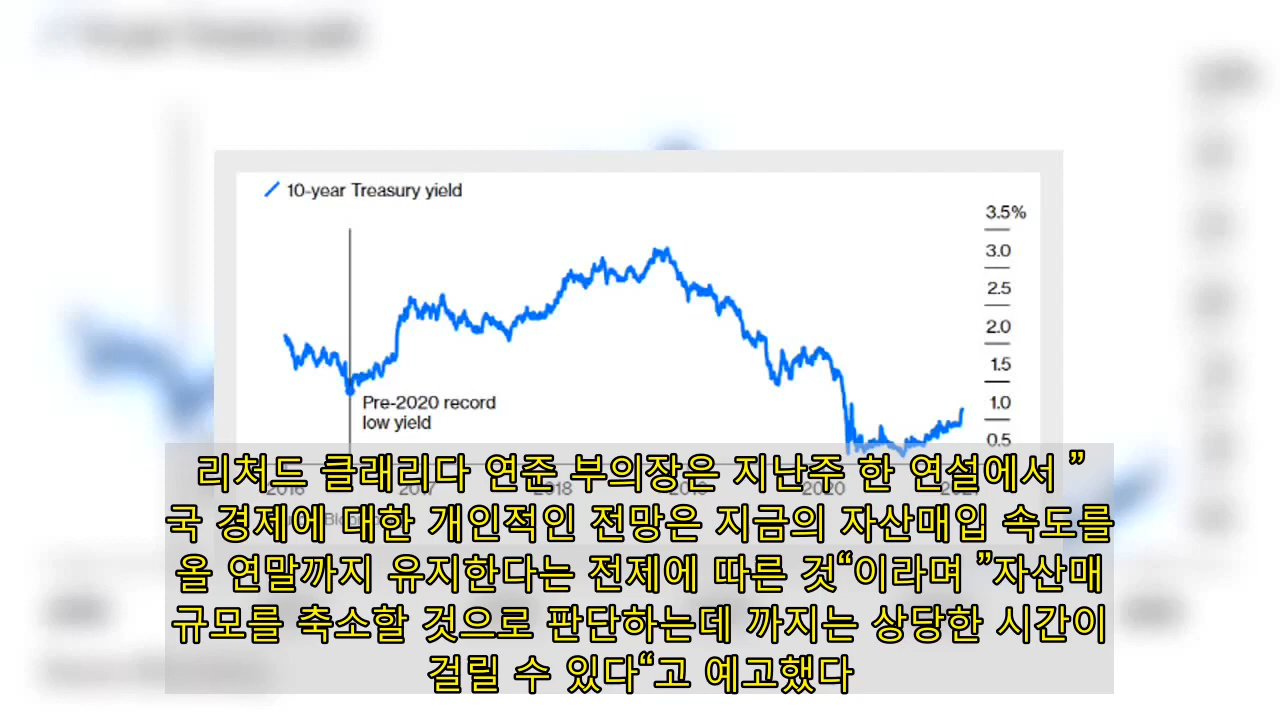 10-year Treasury yield
3.5%
3.0
2.5
2.0
1.5
1.0
0.5
Pre-2020 record
low yield
2016 2017 2018 2019 2020 2021
리처드 클래리다 연준 부의장은 지난주 한 연설에서 ”
국 경제에 대한 개인적인 전망은 지금의 자산매입 속도를
올 연말까지 유지한다는 전제에 따른 것“이라며 ”자산매
규모를 축소할 것으로 판단하는데 까지는 상당한 시간이
걸릴 수 있다“고 예고했다